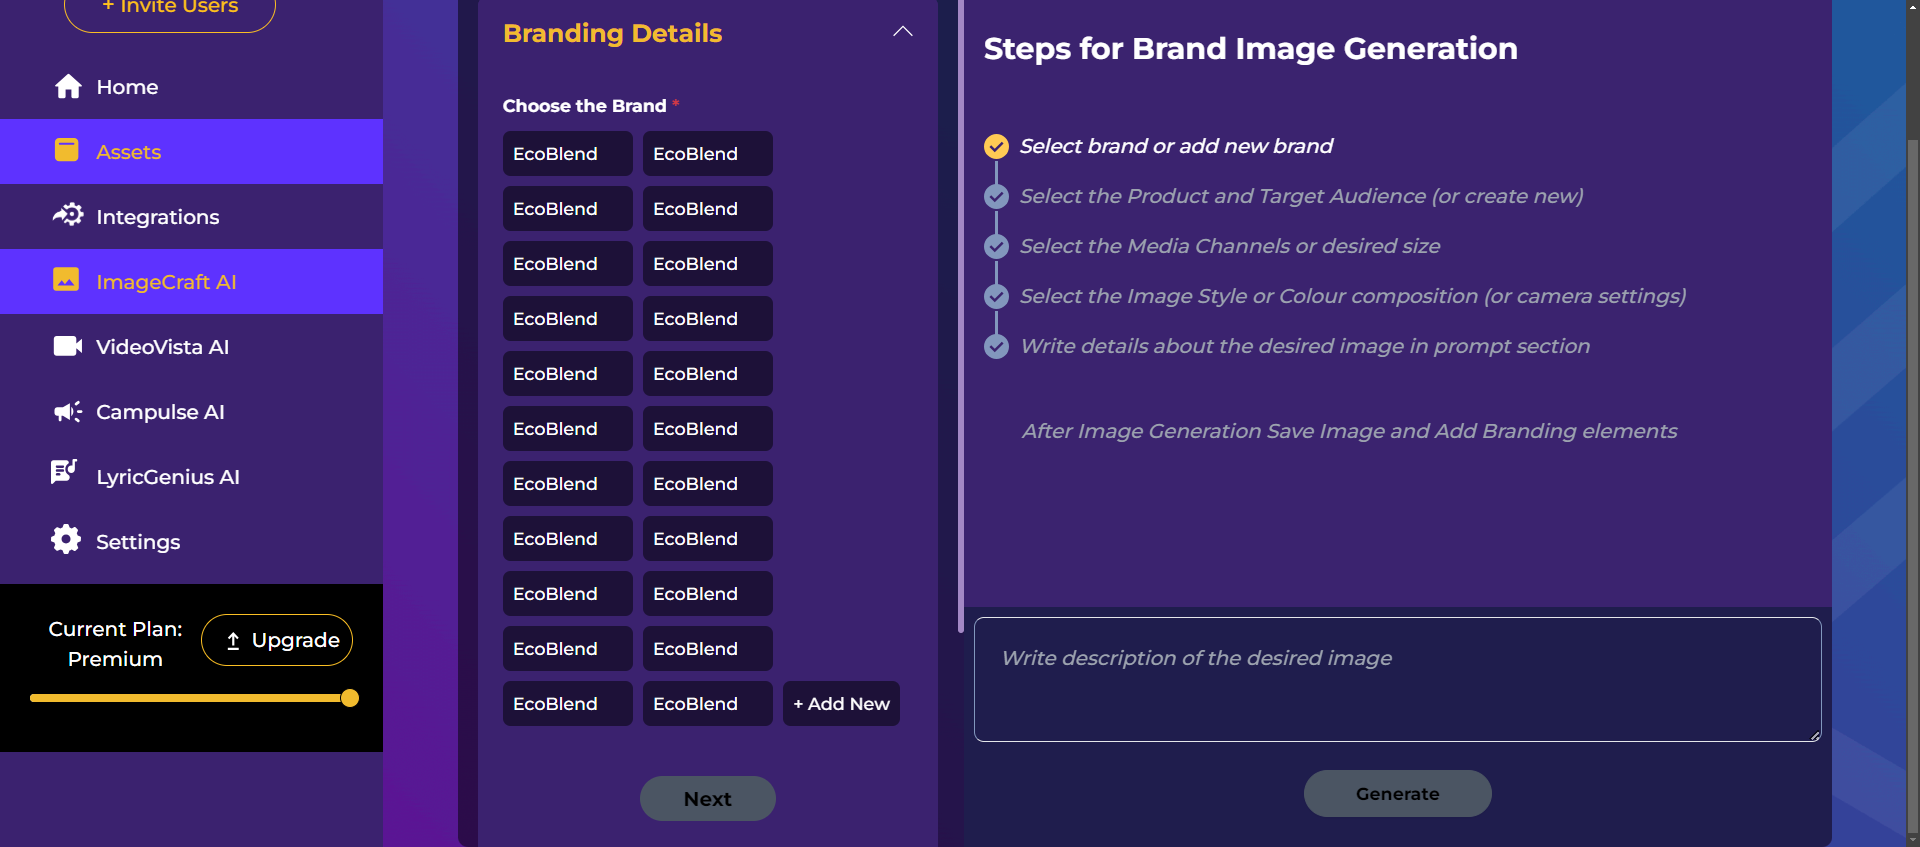 + Invite Users
Home
Assets
Integrations
ImageCraft AI
VideoVista AI
Campulse AI
LyricGenius AI
Settings
Current Plan:
Premium
Upgrade
Branding Details
Choose the Brand *
EcoBlend EcoBlend
EcoBlend EcoBlend
EcoBlend EcoBlend
EcoBlend EcoBlend
EcoBlend EcoBlend
EcoBlend EcoBlend
EcoBlend EcoBlend
EcoBlend EcoBlend
EcoBlend EcoBlend
EcoBlend EcoBlend
EcoBlend EcoBlend + Add New
Next
Steps for Brand Image Generation
Select brand or add new brand
Select the Product and Target Audience (or create new)
Select the Media Channels or desired size
Select the Image Style or Colour composition (or camera settings)
Write details about the desired image in prompt section
After Image Generation Save Image and Add Branding elements
Write description of the desired image
Generate